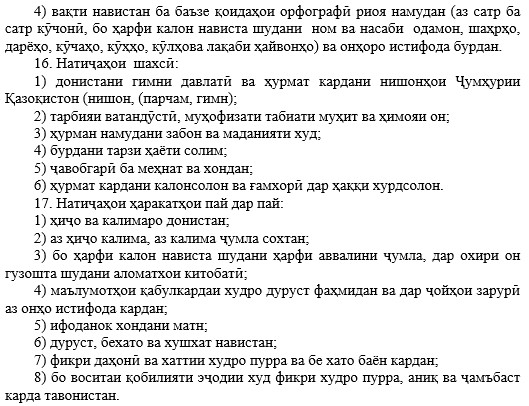 4) вақти навистан ба баъзе қоидаҳои орфографӣ риоя намудан (аз сатр ба
сатр кӯчонӣ, бо ҳарфи калон нависта шудани ном ва насаби одамон, шаҳрҳо,
дарёҳо, кӯчаҳо, кӯҳҳо, кӯлҳова лақаби ҳайвонҳо) ва онҳоро истифода бурдан.
16. Натиҷаҳои шахсӣ:
1) донистани гимни давлатӣ ва ҳурмат кардани нишонҳои Ҷумҳурии
Қазоқистон (нишон, (парчам, гимн);
2) тарбияи ватандӯстӣ, муҳофизати табиати муҳит ва ҳимояи он;
3) ҳурман намудани забон ва маданияти худ;
4) бурдани тарзи ҳаёти солим;
5) ҷавобгарӣ ба меҳнат ва хондан;
6) ҳурмат кардани калонсолон ва ғамхорӣ дар ҳаққи хурдсолон.
17. Натиҷаҳои ҳаракатҳои пай дар пай:
1) ҳиҷо ва калимаро донистан;
2) аз ҳиҷо калима, аз калима ҷумла сохтан;
3) бо ҳарфи калон нависта шудани ҳарфи аввалини ҷумла, дар охири он
гузошта шудани аломатхои китобатӣ;
4) маълумотҳои қабулкардаи худро дуруст фаҳмидан ва дар ҷойҳои зарурӣ
аз онҳо истифода кардан;
5) ифоданок хондани матн;
6) дуруст, бехато ва хушхат навистан;
7) фикри даҳонӣ ва хаттии худро пурра ва бе хато баён кардан;
8) бо воситаи қобилияти эҷодии худ фикри худро пурра, аниқ ва ҷамъбаст
карда тавонистан.